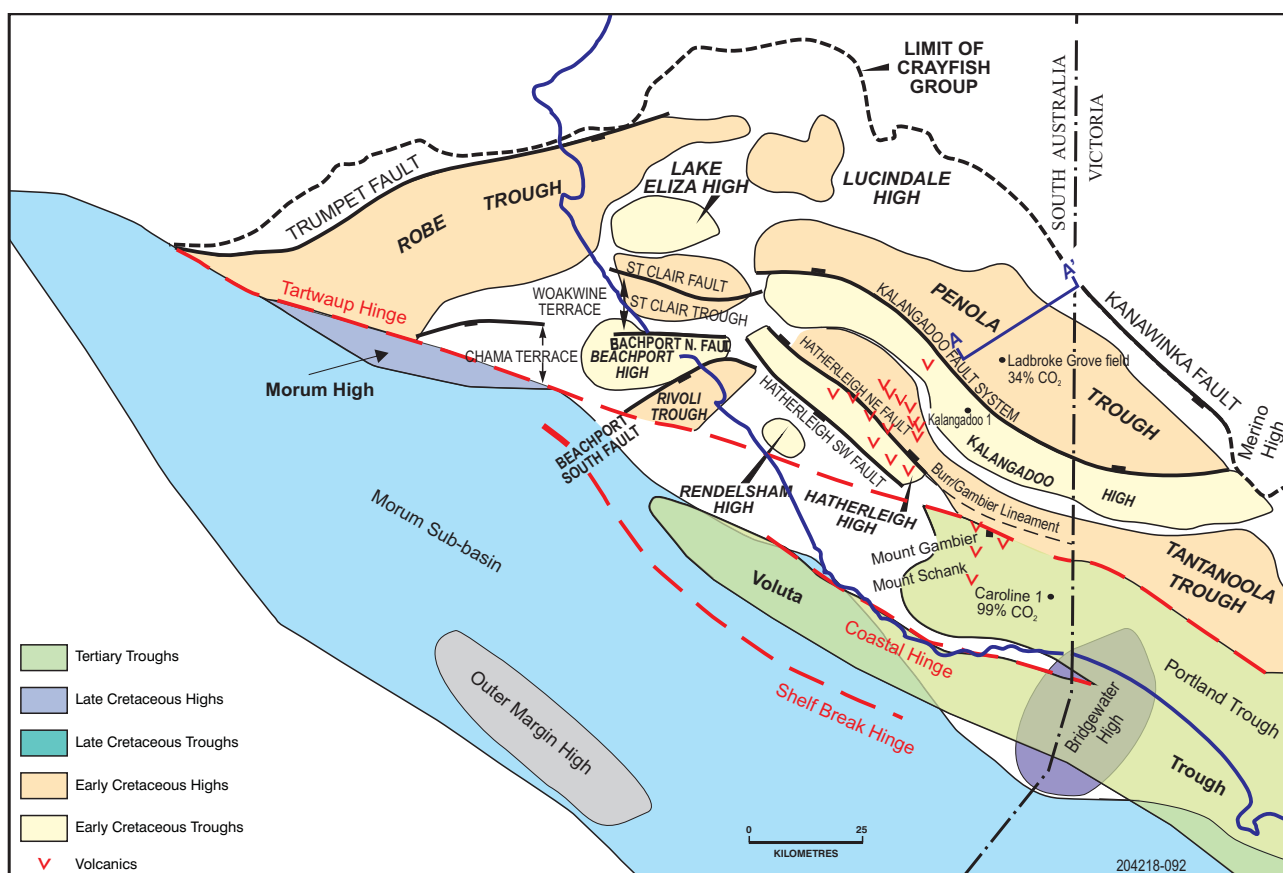 LIMIT OF
CRAYFISH
GROUP
SOUTH AUSTRALIA
VICTORIA
TRUMPET FAULT
ROBE TROUGH
LAKE
ELIZA HIGH
LUCINDALE
HIGH
ST CLAIR FAULT
ST CLAIR TROUGH
WOAKWINE
TERRACE
Tartwaup Hinge
CHAMA TERRACE
Morum High
BACHPORT N. FAUL
BEACHPORT
HIGH
RIVOLI
TROUGH
BEACHPORT
SOUTH FAULT
PENOLA
TROUGH
A
A'
KALANGADOO FAULT SYSTEM
Ladbroke Grove field
34% CO₂
KANAWINKA FAULT
Merino
High
HATHERLEIGH NE FAULT
HATHERLEIGH SW FAULT
Kalangadoo 1
KALANGADOO
HIGH
RENDELSHAM
HIGH
HATHERLEIGH
HIGH
Burr/Gambier Lineament
Mount Gambier
Mount Schank
TANTANOOLA
TROUGH
Caroline 1
99% CO₂
Morum Sub-basin
Voluta
Coastal Hinge
Shelf Break Hinge
Outer Margin High
Bridgewater
High
Portland Trough
Trough
Tertiary Troughs
Late Cretaceous Highs
Late Cretaceous Troughs
Early Cretaceous Highs
Early Cretaceous Troughs
Volcanics
0 25
KILOMETRES
204218-092